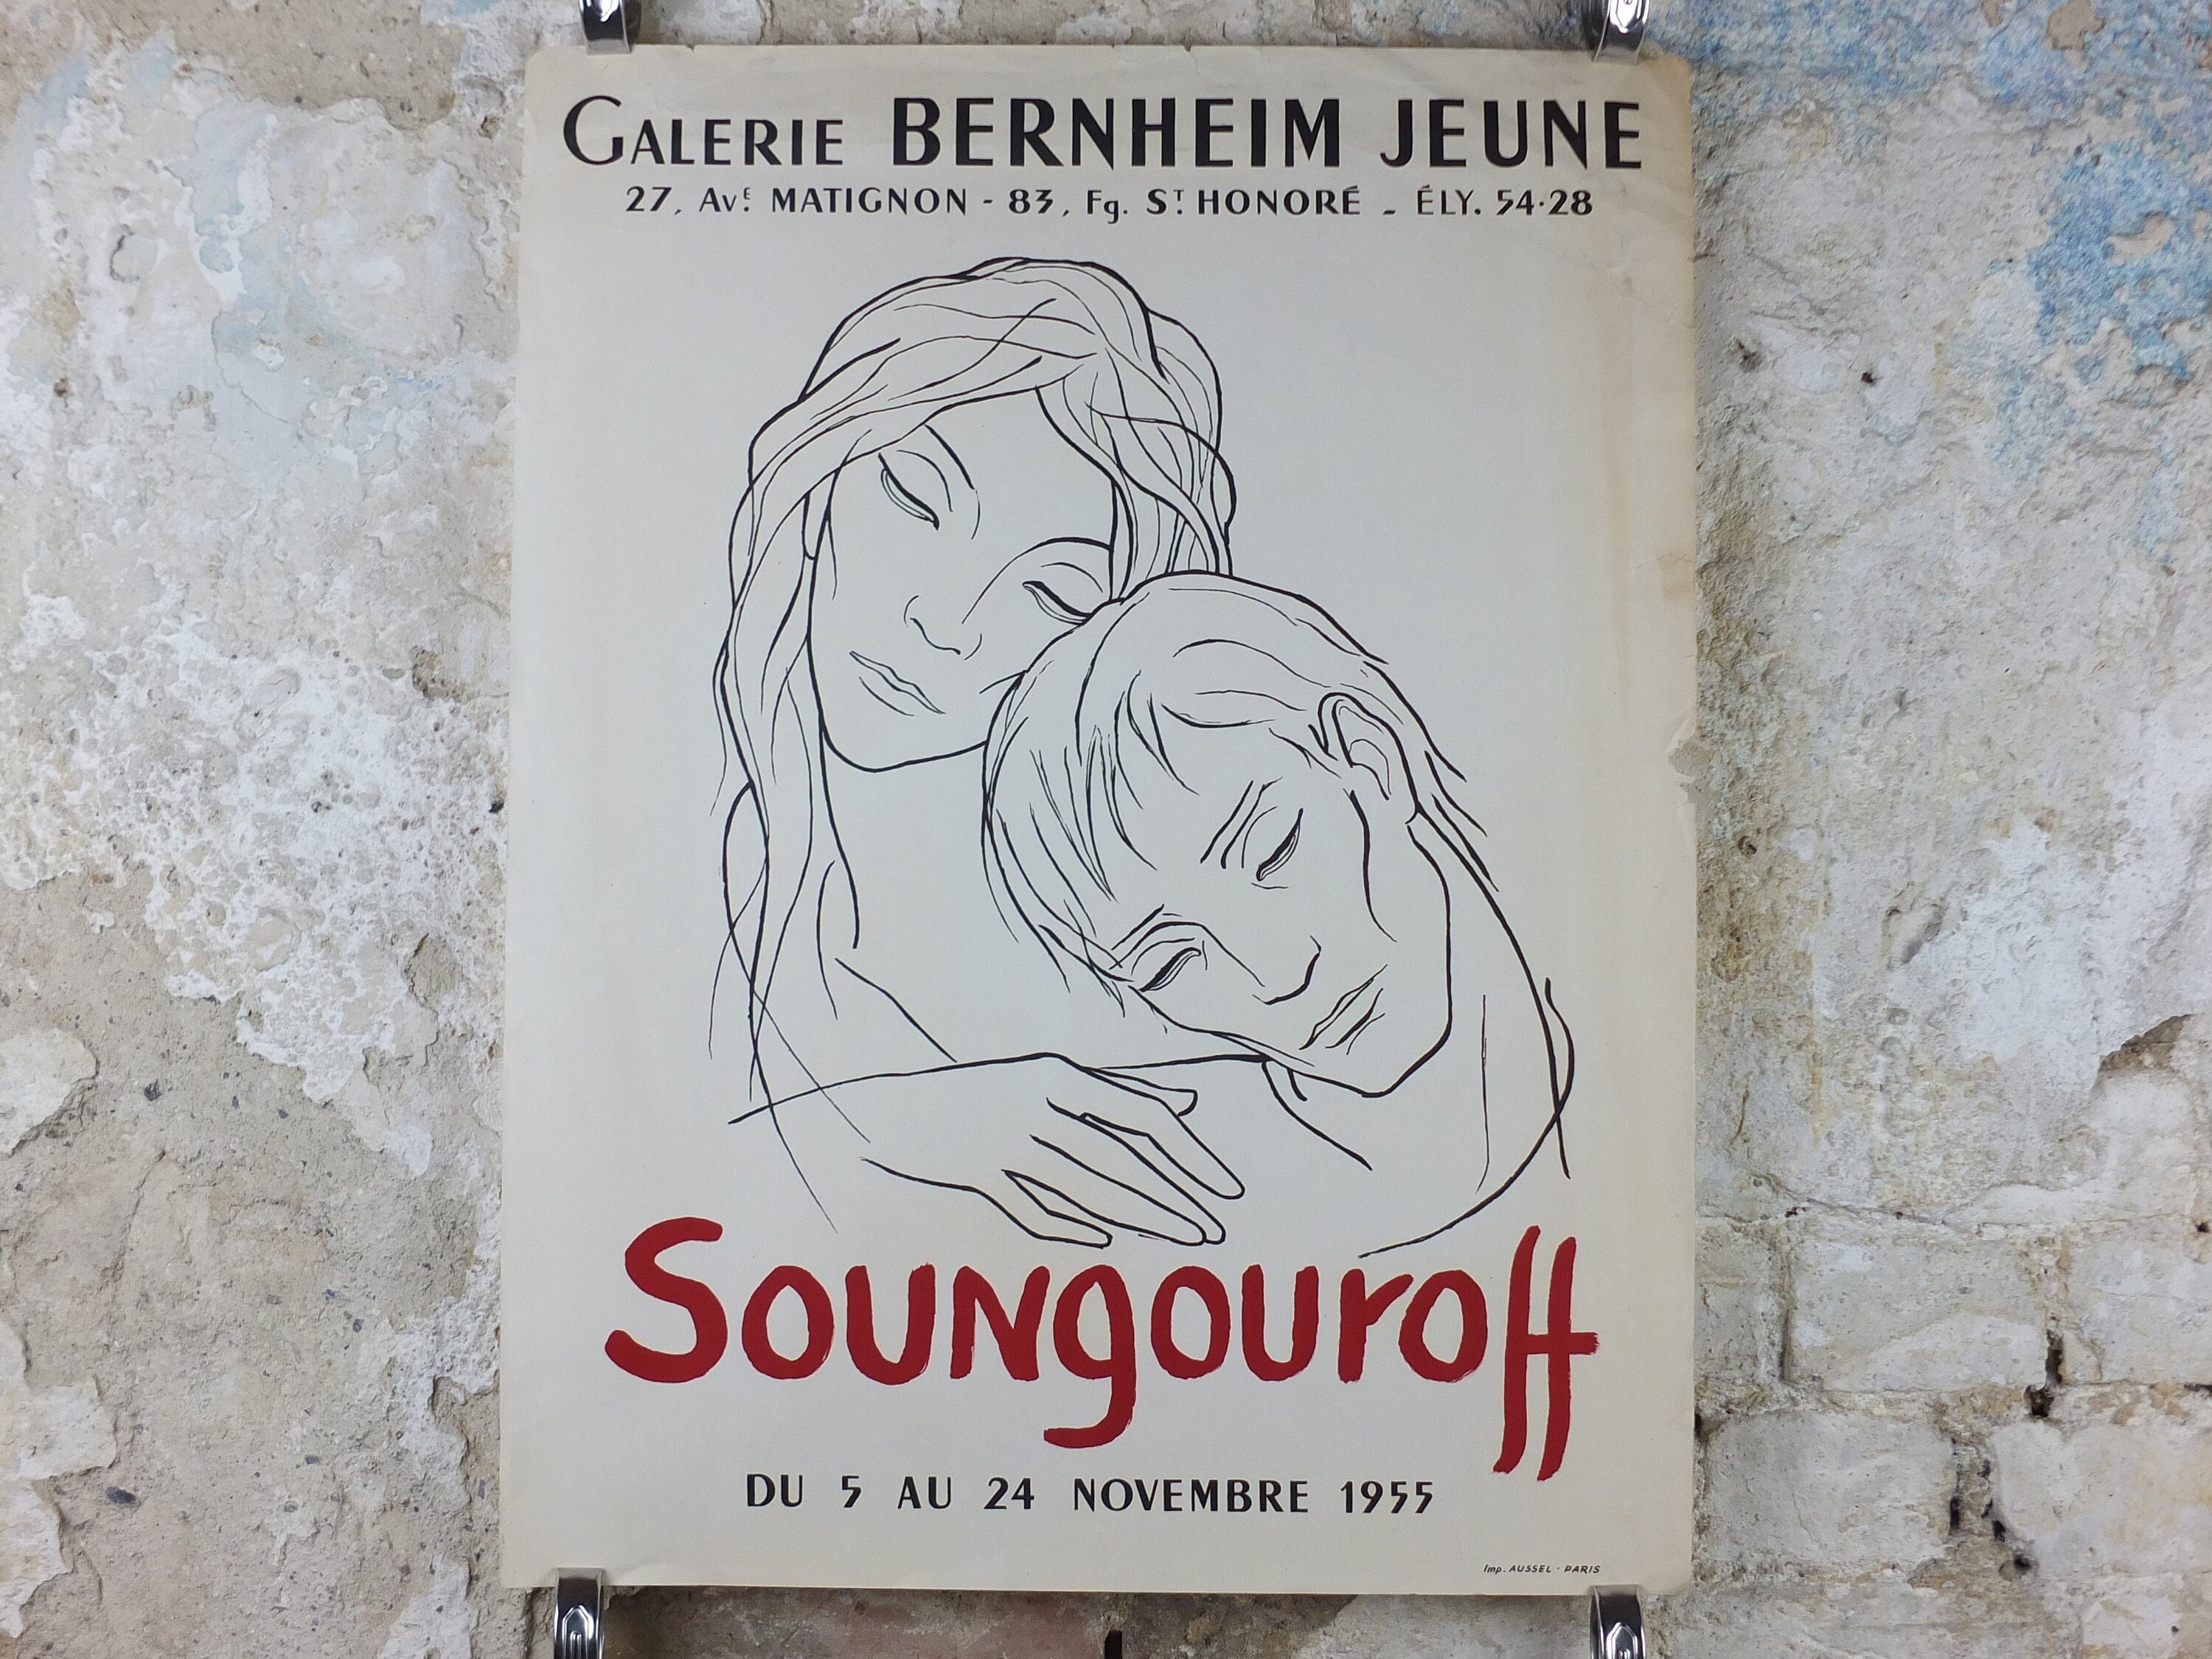 GALERIE BERNHEIM JEUNE
27, Avᴱ. MATIGNON - 83, Fg. Sᵀ. HONORÉ - ÉLY. 54·28
Soungouroff
DU 5 AU 24 NOVEMBRE 1955
Imp. AUSSEL · PARIS